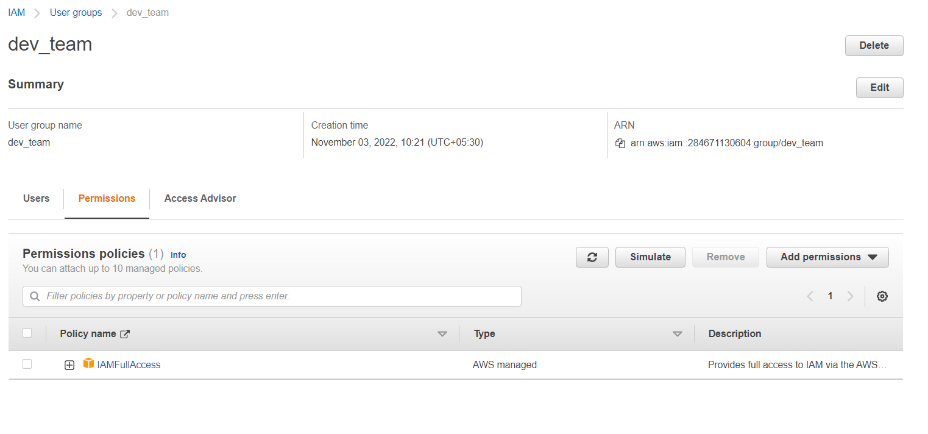 IAM > User groups > dev_team
dev_team
Delete
Summary
Edit
User group name
dev_team
Creation time
November 03, 2022, 10:21 (UTC+05:30)
ARN
arn:aws:iam::284671130604:group/dev_team
Users
Permissions
Access Advisor
Permissions policies (1) Info
You can attach up to 10 managed policies.
Simulate
Remove
Add permissions
Filter policies by property or policy name and press enter
1
Policy name
Type
Description
IAMFullAccess
AWS managed
Provides full access to IAM via the AWS...